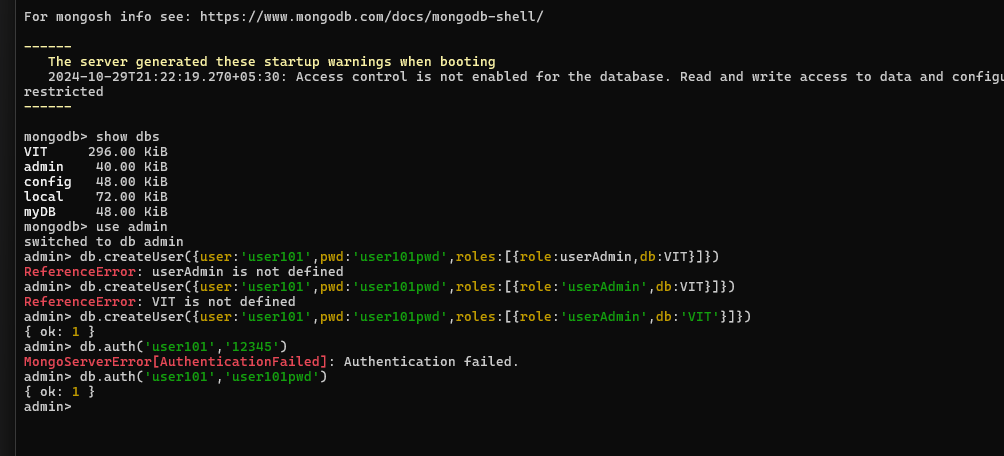 For mongosh info see: https://www.mongodb.com/docs/mongodb-shell/
------
The server generated these startup warnings when booting
2024-10-29T21:22:19.270+05:30: Access control is not enabled for the database. Read and write access to data and configu
restricted
------
mongodb> show dbs
VIT     296.00 KiB
admin    40.00 KiB
config   48.00 KiB
local    72.00 KiB
myDB     48.00 KiB
mongodb> use admin
switched to db admin
admin> db.createUser({user:'user101',pwd:'user101pwd',roles:[{role:userAdmin,db:VIT}]})
ReferenceError: userAdmin is not defined
admin> db.createUser({user:'user101',pwd:'user101pwd',roles:[{role:'userAdmin',db:VIT}]})
ReferenceError: VIT is not defined
admin> db.createUser({user:'user101',pwd:'user101pwd',roles:[{role:'userAdmin',db:'VIT'}]})
{ ok: 1 }
admin> db.auth('user101','12345')
MongoServerError[AuthenticationFailed]: Authentication failed.
admin> db.auth('user101','user101pwd')
{ ok: 1 }
admin>